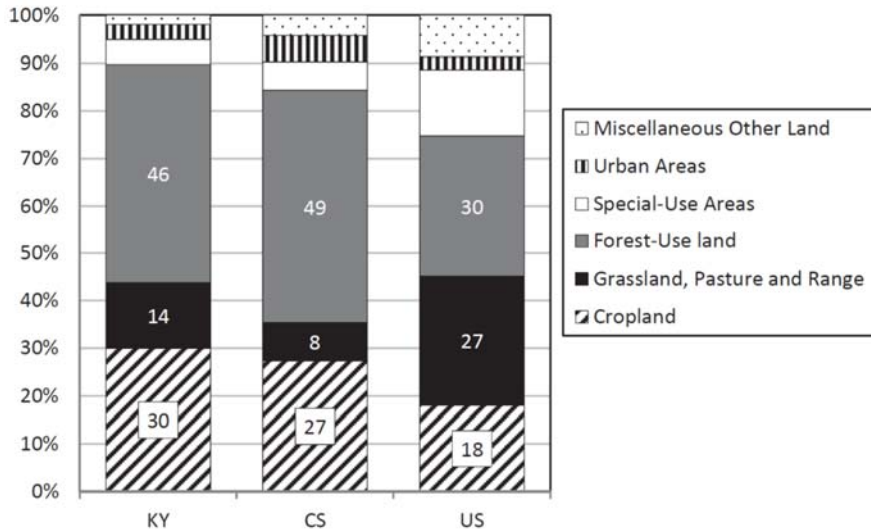 100%
90%
80%
70%
60%
50%
40%
30%
20%
10%
0%
46
14
30
49
8
27
30
27
18
KY CS US
Miscellaneous Other Land
Urban Areas
Special-Use Areas
Forest-Use land
Grassland, Pasture and Range
Cropland